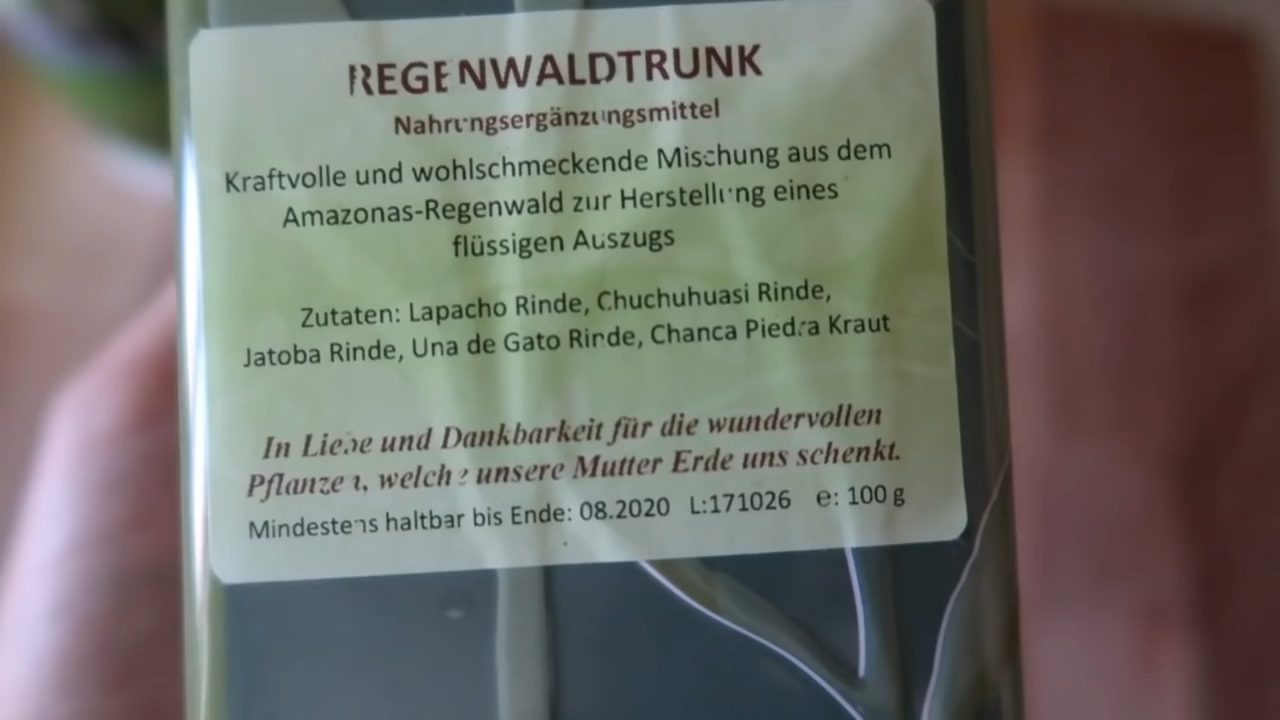 REGENWALDTRUNK
Nahrungsergänzungsmittel
Kraftvolle und wohlschmeckende Mischung aus dem
Amazonas-Regenwald zur Herstellung eines
flüssigen Auszugs
Zutaten: Lapacho Rinde, Chuchuhuasi Rinde,
Jatoba Rinde, Una de Gato Rinde, Chanca Piedra Kraut
In Liebe und Dankbarkeit für die wundervollen
Pflanzen, welche unsere Mutter Erde uns schenkt.
Mindestens haltbar bis Ende: 08.2020 L:171026 e: 100 g